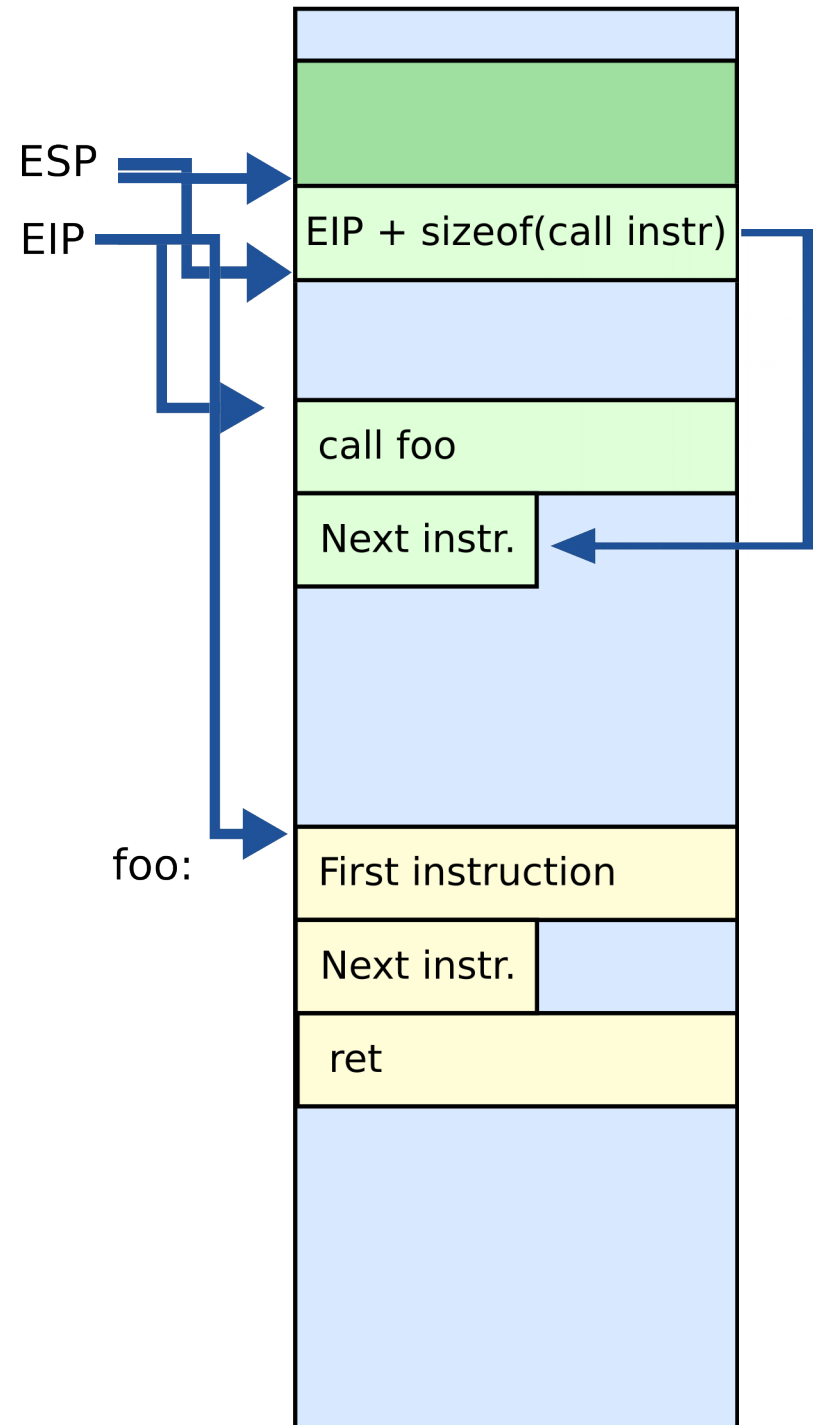 ESP
EIP
EIP + sizeof(call instr)
call foo
Next instr.
foo:
First instruction
Next instr.
ret